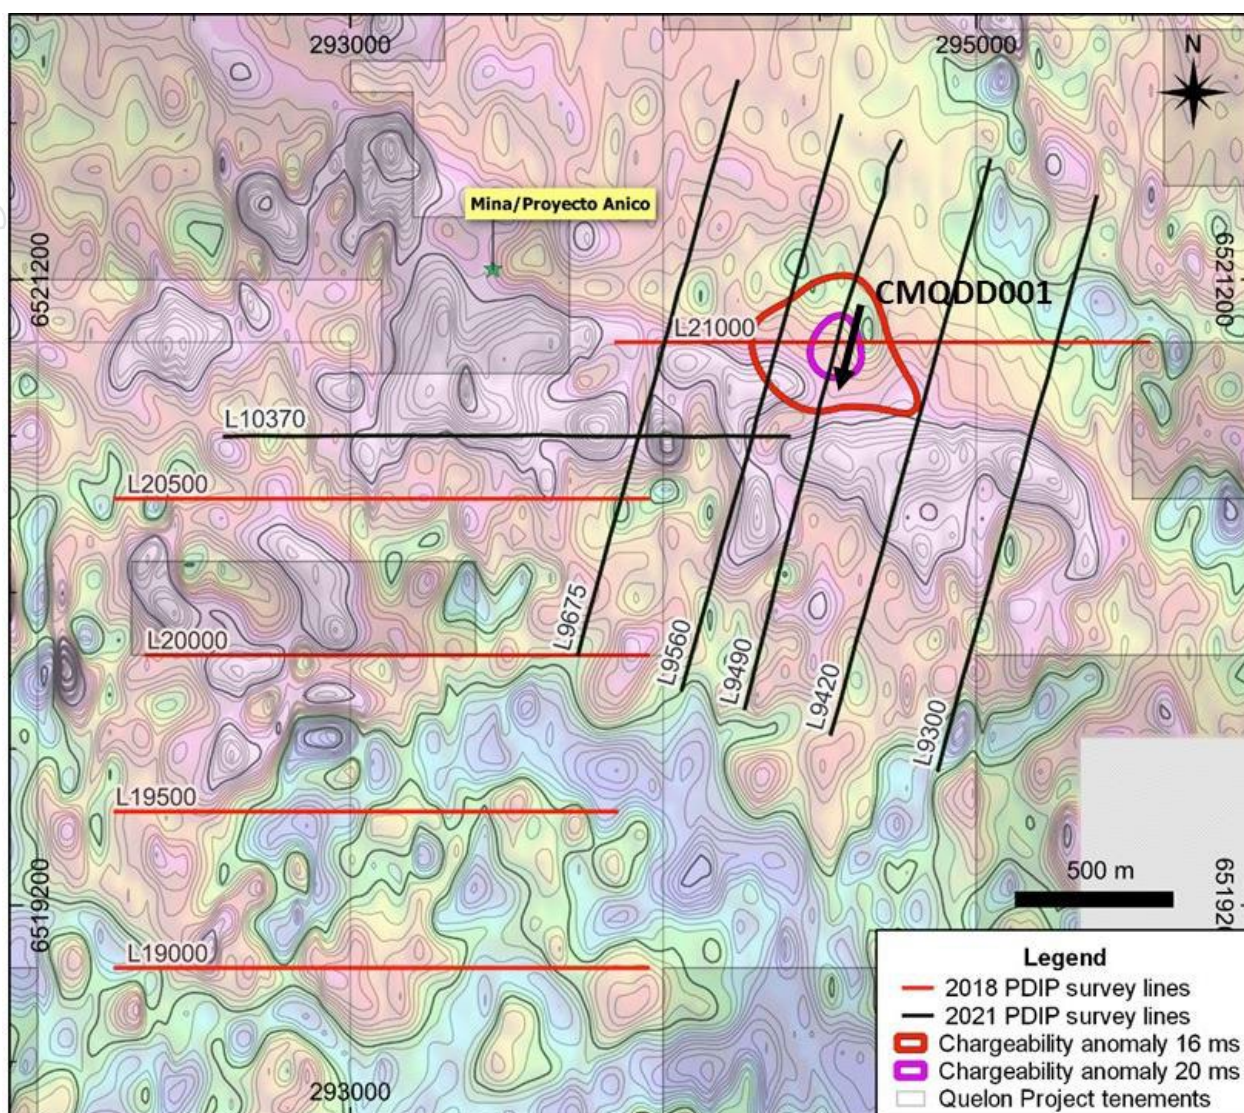 293000
295000
N
Mina/Proyecto Anico
6521200
6521200
CMQDD001
L21000
L10370
L20500
L20000
L9675
L9560
L9490
L9420
L9300
L19500
500 m
6519200
651920
L19000
293000
Legend
2018 PDIP survey lines
2021 PDIP survey lines
Chargeability anomaly 16 ms
Chargeability anomaly 20 ms
Quelon Project tenements